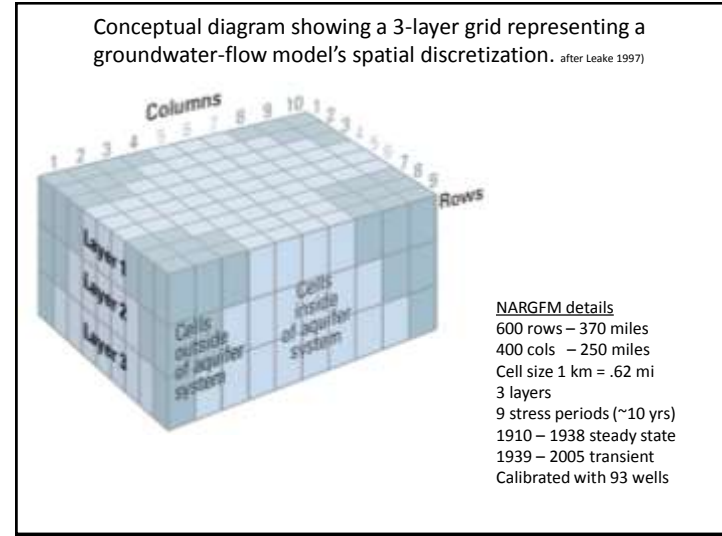 Conceptual diagram showing a 3-layer grid representing a
groundwater-flow model's spatial discretization. after Leake 1997)
Columns
1 2 3 4 5 6 7 8 9 10
1 2 3 4 5 6 7 8 9
Rows
Layer 1
Layer 2
Layer 3
Cells
outside
of aquifer
system
Cells
inside
of aquifer
system
NARGFM details
600 rows – 370 miles
400 cols – 250 miles
Cell size 1 km = .62 mi
3 layers
9 stress periods (~10 yrs)
1910 – 1938 steady state
1939 – 2005 transient
Calibrated with 93 wells